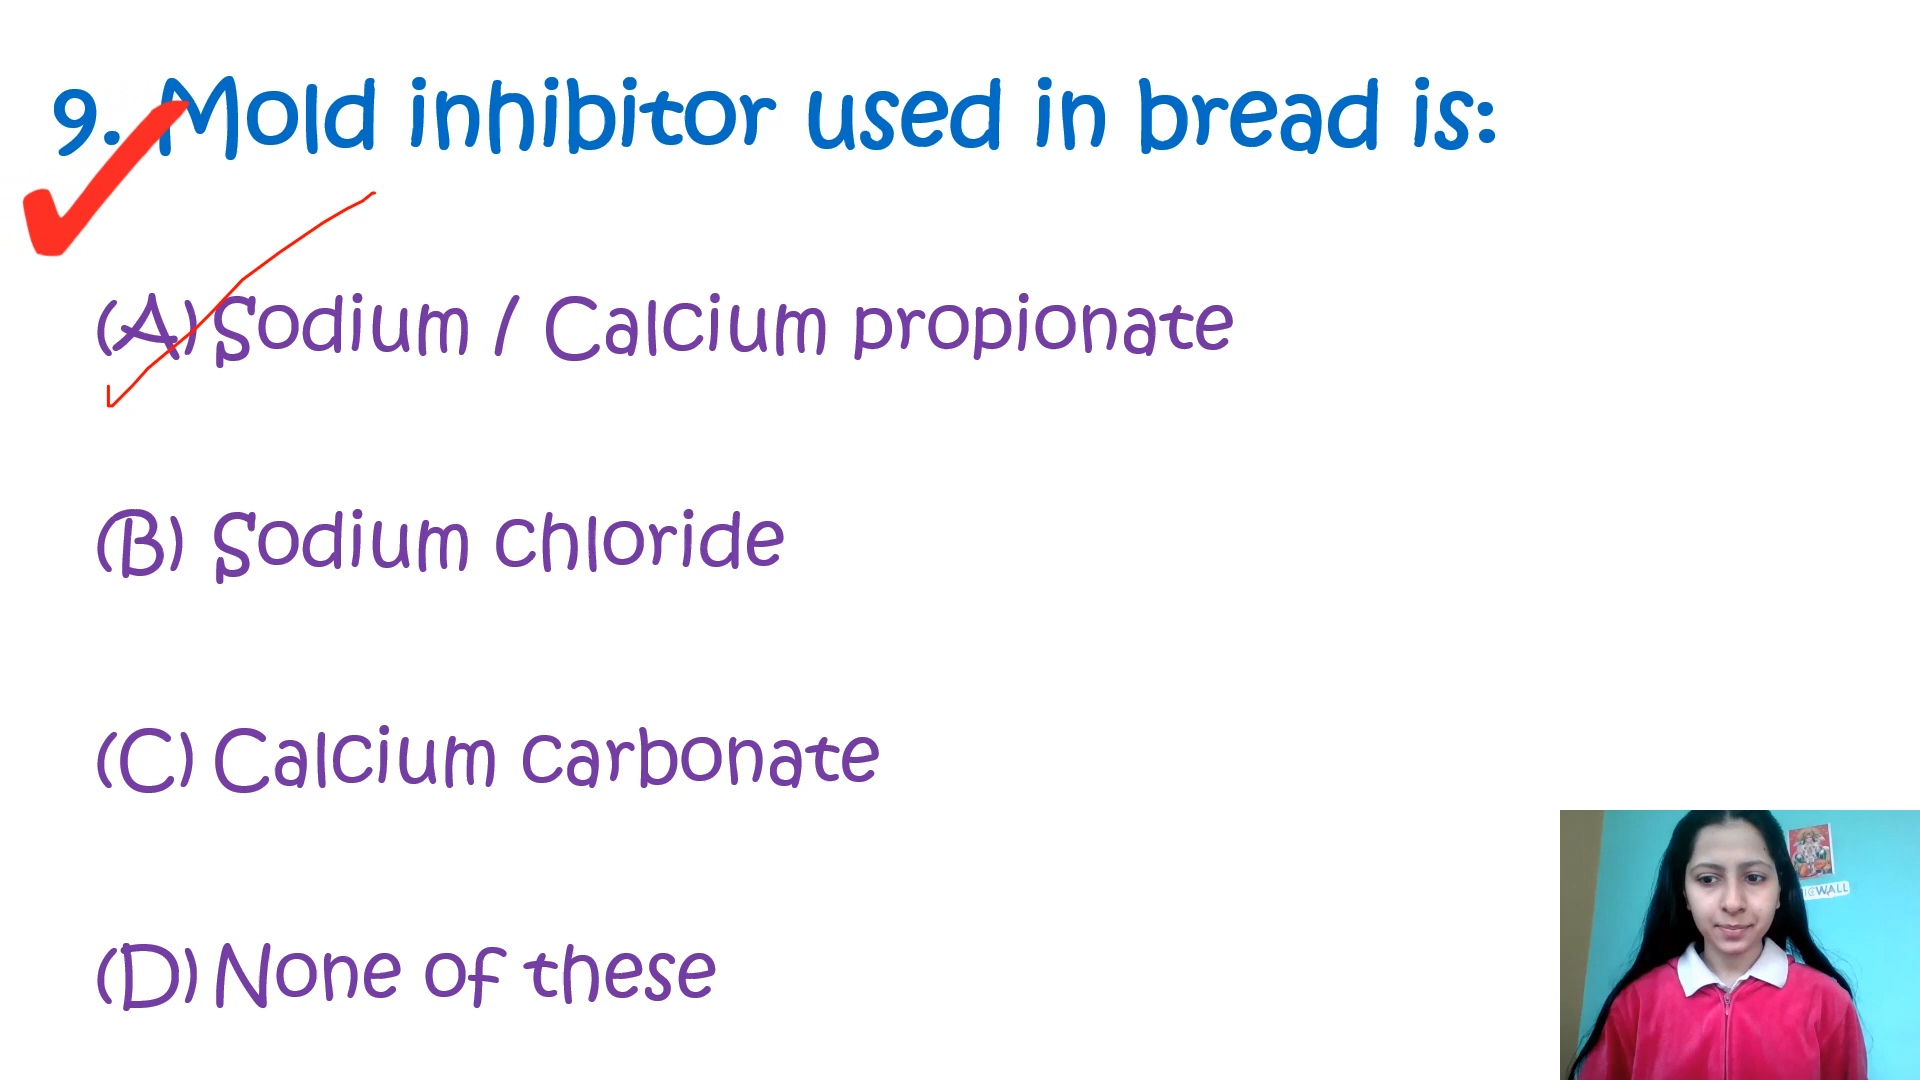 9. Mold inhibitor used in bread is:
(A) Sodium / Calcium propionate
(B) Sodium chloride
(C) Calcium carbonate
(D) None of these